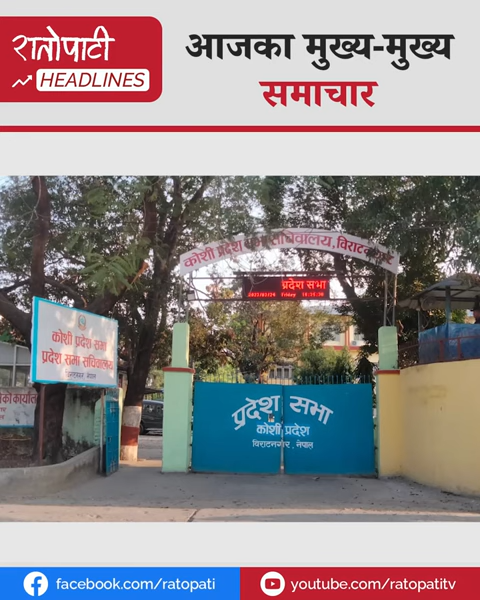 रातोपाटी
HEADLINES
आजका मुख्य-मुख्य
समाचार
कोशी प्रदेश सभा सचिवालय, विराटनगर
प्रदेश सभा
कोशी प्रदेश सभा
प्रदेश सभा सचिवालय
प्रदेश सभा
कोशी प्रदेश
विराटनगर, नेपाल
facebook.com/ratopati
youtube.com/ratopatitv